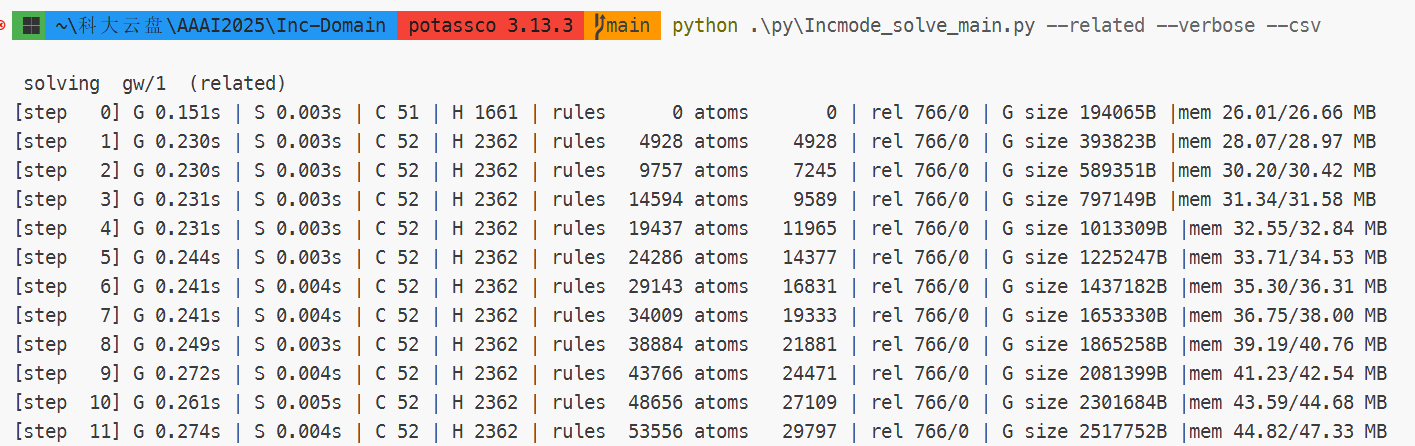 ~\科大云盘\AAAI2025\Inc-Domain potassco 3.13.3 main python .\py\Incmode_solve_main.py --related --verbose --csv
solving gw/1 (related)
[step 0] G 0.151s | S 0.003s | C 51 | H 1661 | rules 0 atoms 0 | rel 766/0 | G size 194065B |mem 26.01/26.66 MB
[step 1] G 0.230s | S 0.003s | C 52 | H 2362 | rules 4928 atoms 4928 | rel 766/0 | G size 393823B |mem 28.07/28.97 MB
[step 2] G 0.230s | S 0.003s | C 52 | H 2362 | rules 9757 atoms 7245 | rel 766/0 | G size 589351B |mem 30.20/30.42 MB
[step 3] G 0.231s | S 0.003s | C 52 | H 2362 | rules 14594 atoms 9589 | rel 766/0 | G size 797149B |mem 31.34/31.58 MB
[step 4] G 0.231s | S 0.003s | C 52 | H 2362 | rules 19437 atoms 11965 | rel 766/0 | G size 1013309B |mem 32.55/32.84 MB
[step 5] G 0.244s | S 0.003s | C 52 | H 2362 | rules 24286 atoms 14377 | rel 766/0 | G size 1225247B |mem 33.71/34.53 MB
[step 6] G 0.241s | S 0.004s | C 52 | H 2362 | rules 29143 atoms 16831 | rel 766/0 | G size 1437182B |mem 35.30/36.31 MB
[step 7] G 0.241s | S 0.004s | C 52 | H 2362 | rules 34009 atoms 19333 | rel 766/0 | G size 1653330B |mem 36.75/38.00 MB
[step 8] G 0.249s | S 0.003s | C 52 | H 2362 | rules 38884 atoms 21881 | rel 766/0 | G size 1865258B |mem 39.19/40.76 MB
[step 9] G 0.272s | S 0.004s | C 52 | H 2362 | rules 43766 atoms 24471 | rel 766/0 | G size 2081399B |mem 41.23/42.54 MB
[step 10] G 0.261s | S 0.005s | C 52 | H 2362 | rules 48656 atoms 27109 | rel 766/0 | G size 2301684B |mem 43.59/44.68 MB
[step 11] G 0.274s | S 0.004s | C 52 | H 2362 | rules 53556 atoms 29797 | rel 766/0 | G size 2517752B |mem 44.82/47.33 MB